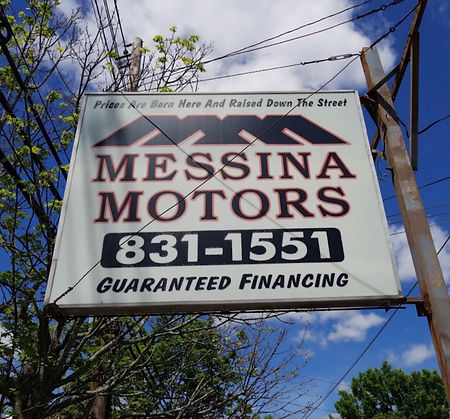 Prices Are Born Here And Raised Down The Street
MESSINA
MOTORS
831-1551
GUARANTEED FINANCING